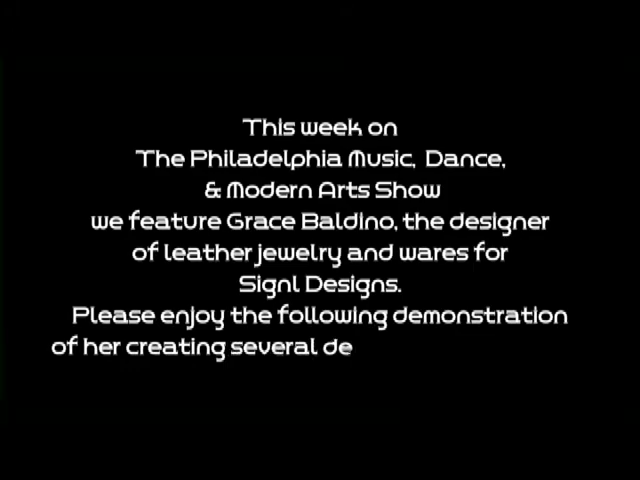 This week on
The Philadelphia Music, Dance,
& Modern Arts Show
we feature Grace Baldino, the designer
of leather jewelry and wares for
Signl Designs.
Please enjoy the following demonstration
of her creating several de